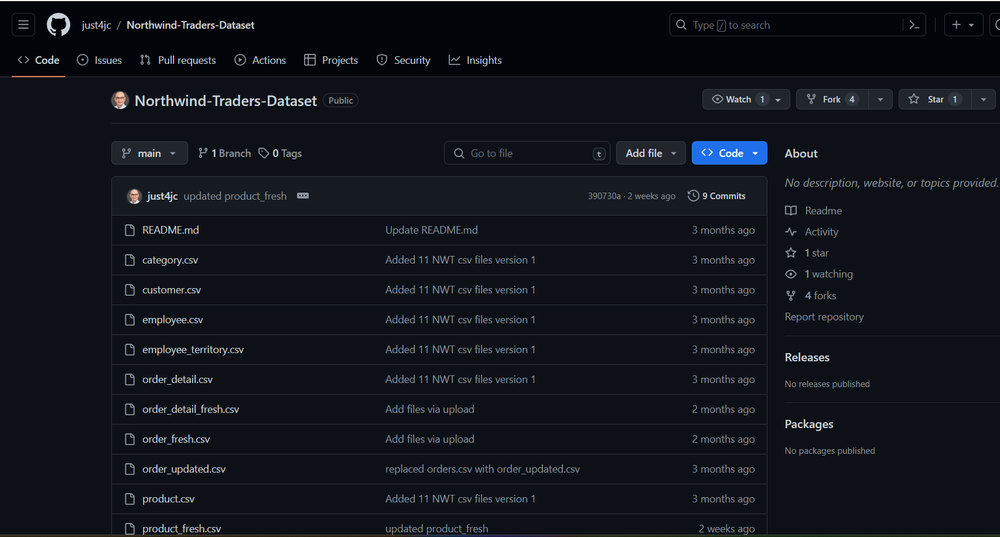 just4jc / Northwind-Traders-Dataset
Type / to search
Code
Issues
Pull requests
Actions
Projects
Security
Insights
Northwind-Traders-Dataset Public
Watch 1
Fork 4
Star 1
main
1 Branch
0 Tags
Go to file t
Add file
Code
just4jc updated product_fresh
390730a · 2 weeks ago
9 Commits
README.md Update README.md 3 months ago
category.csv Added 11 NWT csv files version 1 3 months ago
customer.csv Added 11 NWT csv files version 1 3 months ago
employee.csv Added 11 NWT csv files version 1 3 months ago
employee_territory.csv Added 11 NWT csv files version 1 3 months ago
order_detail.csv Added 11 NWT csv files version 1 3 months ago
order_detail_fresh.csv Add files via upload 2 months ago
order_fresh.csv Add files via upload 2 months ago
order_updated.csv replaced orders.csv with order_updated.csv 3 months ago
product.csv Added 11 NWT csv files version 1 3 months ago
product_fresh.csv updated product_fresh 2 weeks ago
About
No description, website, or topics provided.
Readme
Activity
1 star
1 watching
4 forks
Report repository
Releases
No releases published
Packages
No packages published